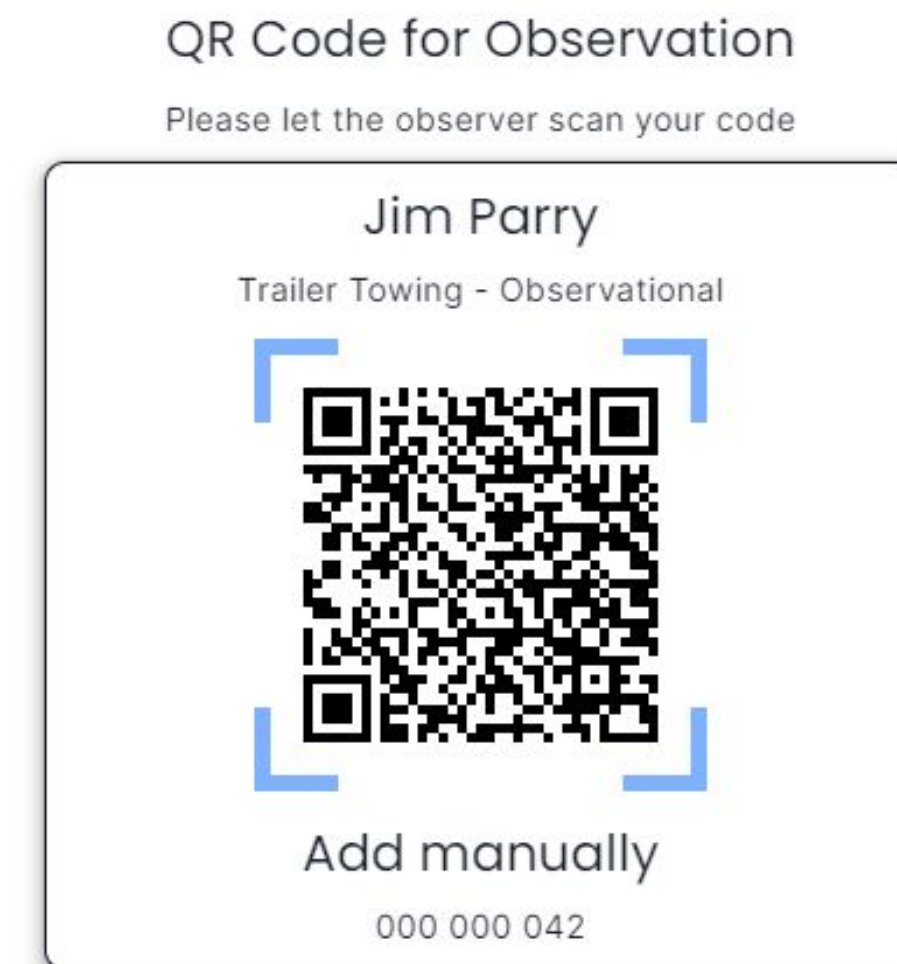 QR Code for Observation
Please let the observer scan your code
Jim Parry
Trailer Towing - Observational
Add manually
000 000 042